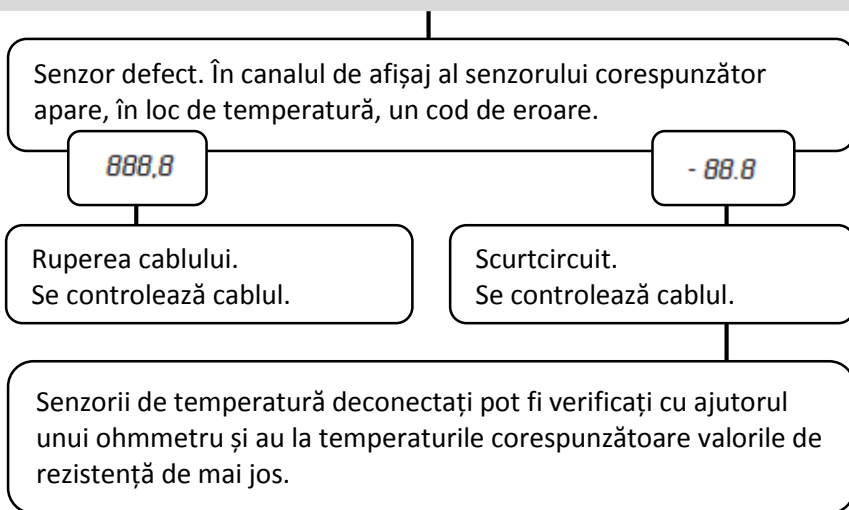 Senzor defect. În canalul de afișaj al senzorului corespunzător
apare, în loc de temperatură, un cod de eroare.
888,8
- 88.8
Ruperea cablului.
Se controlează cablul.
Scurtcircuit.
Se controlează cablul.
Senzorii de temperatură deconectați pot fi verificați cu ajutorul
unui ohmmetru și au la temperaturile corespunzătoare valorile de
rezistență de mai jos.